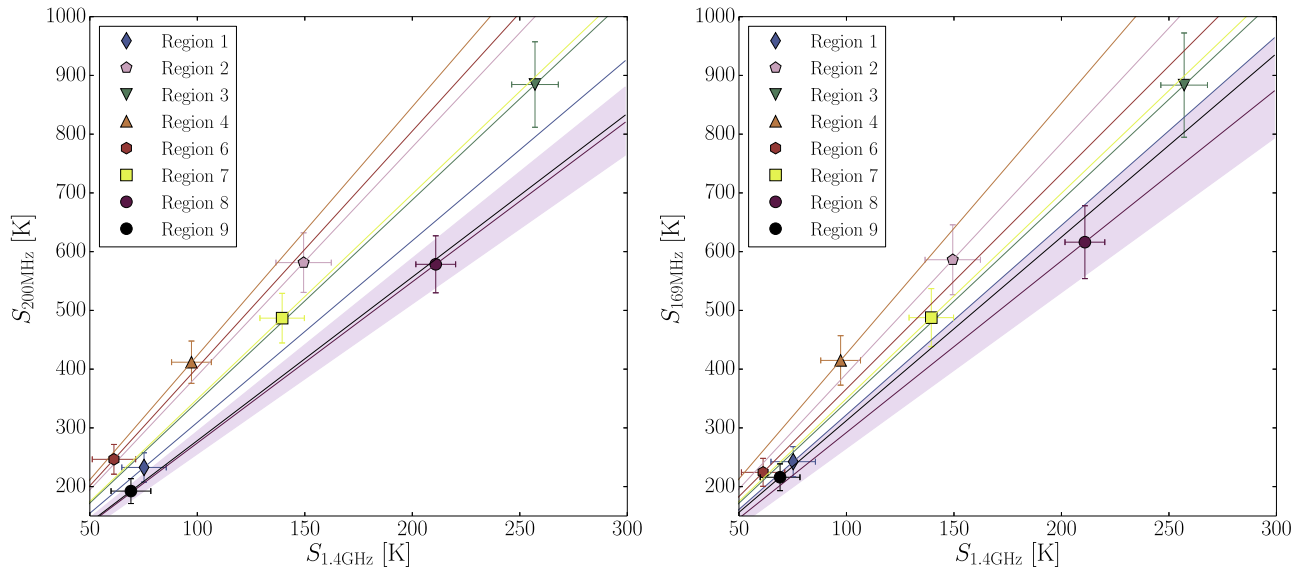 1000
900
800
700
600
500
400
300
200
S200MHz [K]
Region 1
Region 2
Region 3
Region 4
Region 6
Region 7
Region 8
Region 9
50 100 150 200 250 300
S1.4GHz [K]
1000
900
800
700
600
500
400
300
200
S169MHz [K]
Region 1
Region 2
Region 3
Region 4
Region 6
Region 7
Region 8
Region 9
50 100 150 200 250 300
S1.4GHz [K]